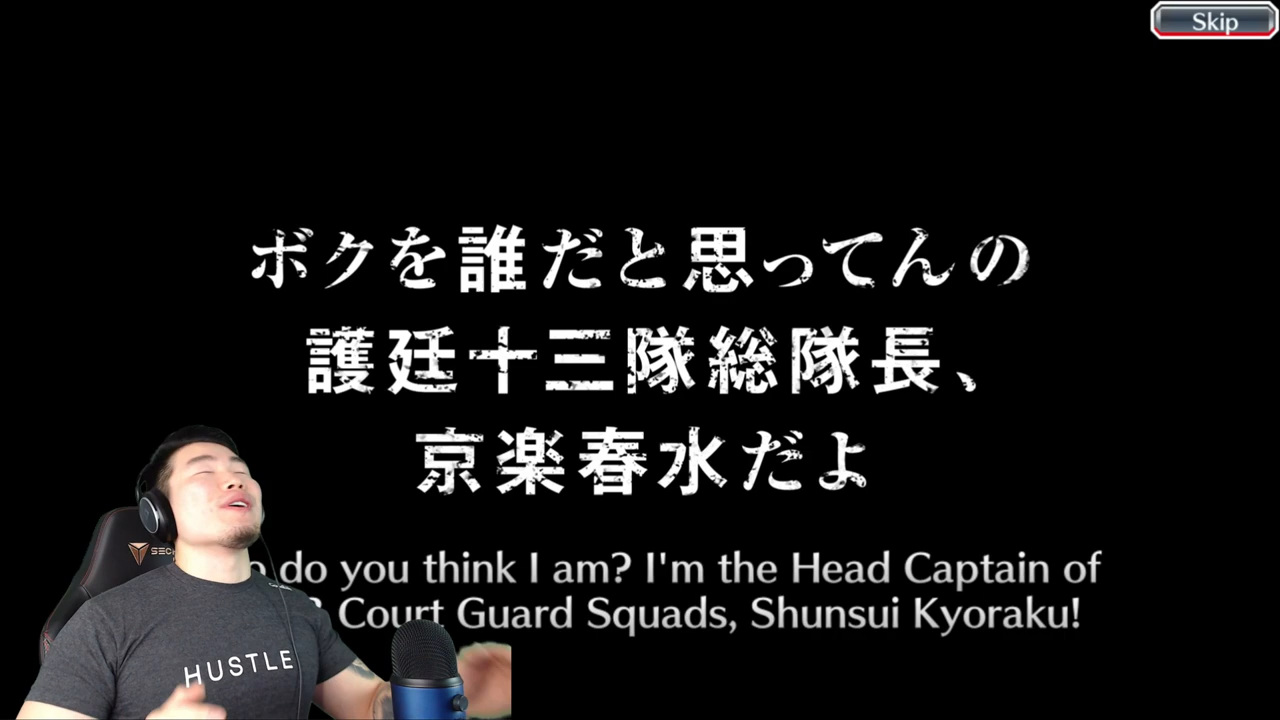 Skip
ボクを誰だと思ってんの
護廷十三隊総隊長、
京楽春水だよ
do you think I am? I'm the Head Captain of
Court Guard Squads, Shunsui Kyoraku!
HUSTLE